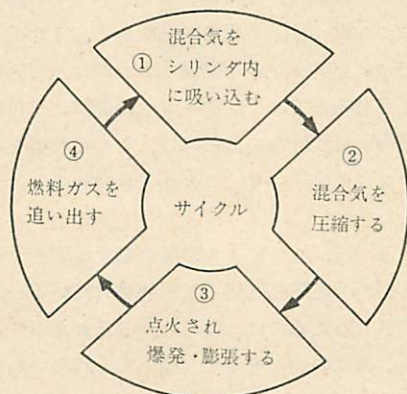 ①
混合気を
シリンダ内
に吸い込む
②
混合気を
圧縮する
③
点火され
爆発・膨張する
④
燃料ガスを
追い出す
サイクル